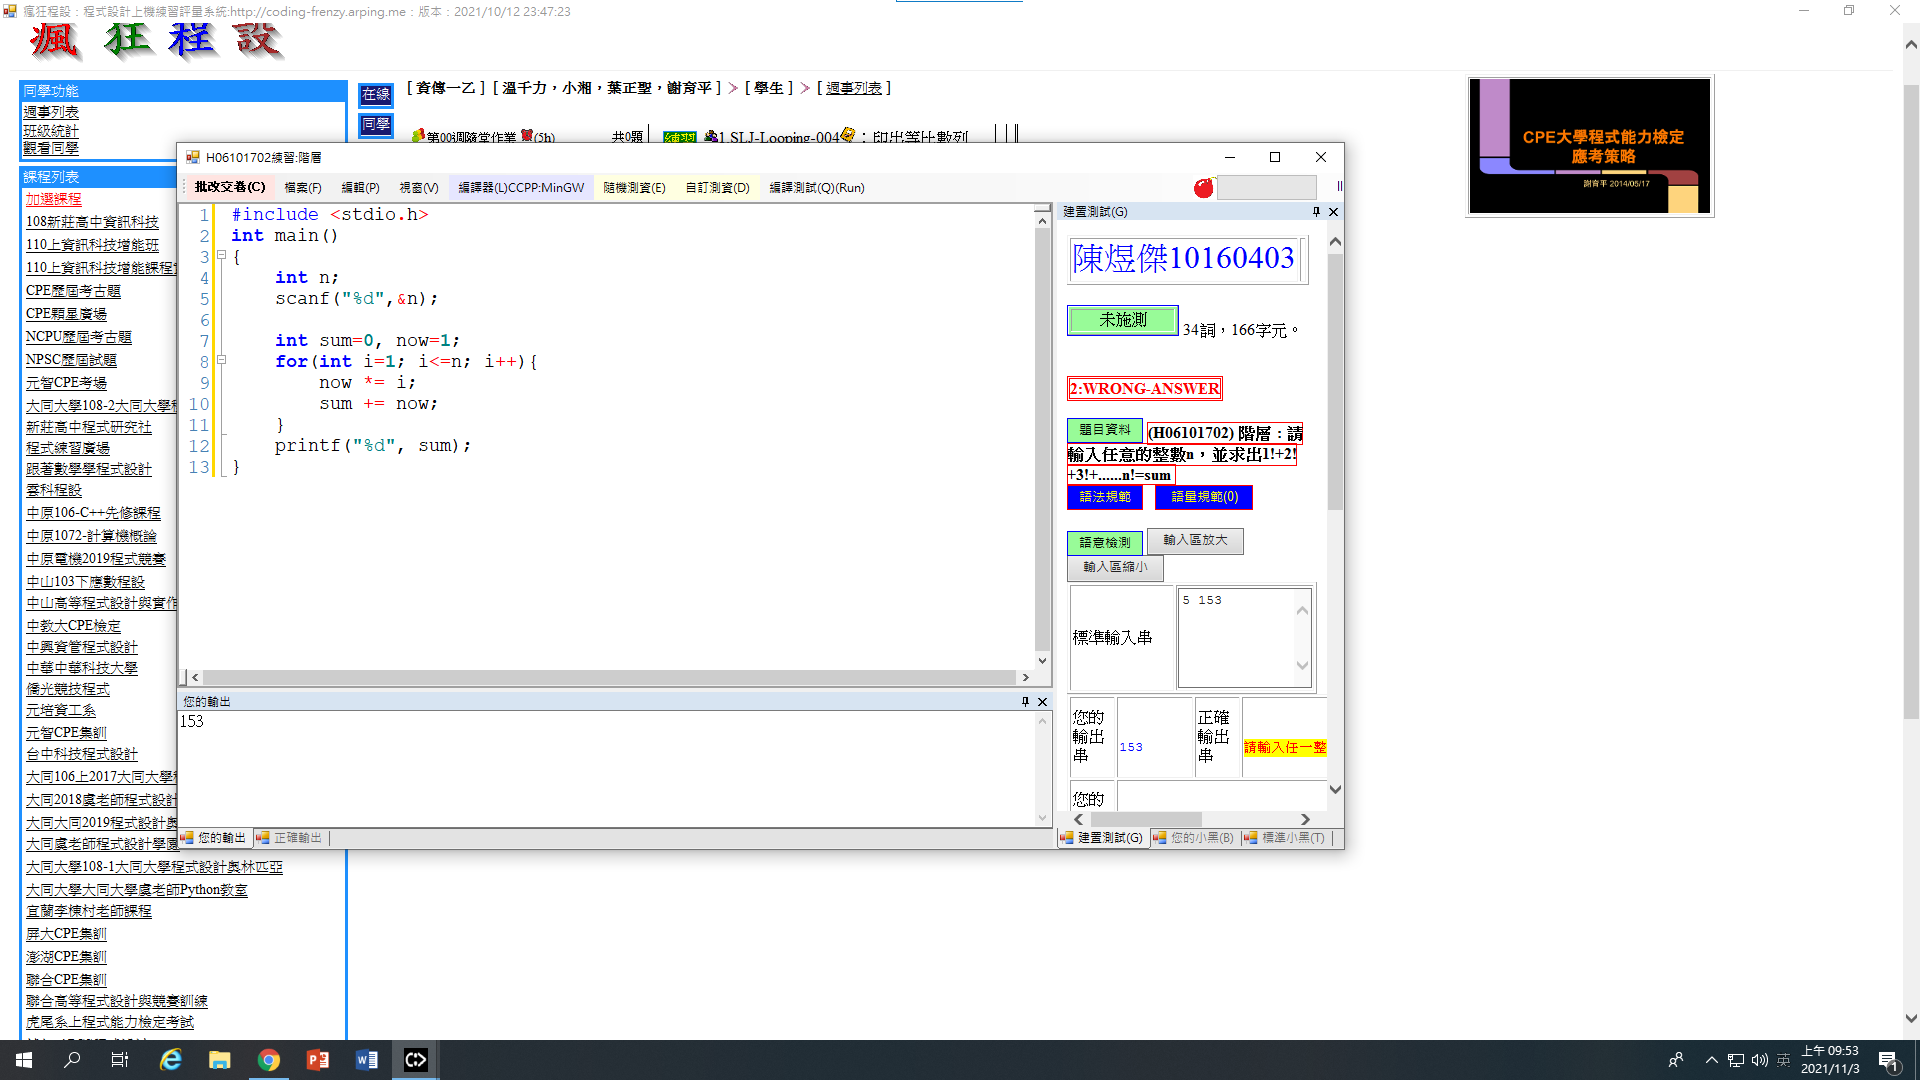 瘋狂程設：程式設計上機練習評量系統:http://coding-frenzy.arping.me：版本：2021/10/12 23:47:23
瘋狂程設
同學功能
週事列表
班級統計
觀看同學
課程列表
加選課程
108新莊高中資訊科技
110上資訊科技增能班
110上資訊科技增能課程
CPE歷屆考古題
CPE顆星廣場
NCPU歷屆考古題
NPSC歷屆試題
元智CPE考場
大同大學108-2大同大學
新莊高中程式研究社
程式練習廣場
跟著數學學程式設計
雲科程設
中原106-C++先修課程
中原1072-計算機概論
中原電機2019程式競賽
中山103下應數程設
中山高等程式設計與實作
中教大CPE檢定
中興資管程式設計
中華中華科技大學
僑光競技程式
元培資工系
元智CPE集訓
台中科技程式設計
大同106上2017大同大學
大同2018虞老師程式設計
大同大同2019程式設計
大同虞老師程式設計學
大同大學108-1大同大學程式設計奧林匹亞
大同大學大同大學虞老師Python教室
宜蘭李棟村老師課程
屏大CPE集訓
澎湖CPE集訓
聯合CPE集訓
聯合高等程式設計與競賽訓練
虎尾系上程式能力檢定考試
在線
同學
[ 資傳一乙 ] [ 溫千力，小湘，葉正聖，謝育平 ] > [ 學生 ] > [ 週事列表 ]
第00週隨堂作業 (5h) 共0題 練習 1 SLJ-Looping-004：印出等比數列
CPE大學程式能力檢定
應考策略
謝育平 2014/05/17
H06101702練習:階層
批改交卷(C) 檔案(F) 編輯(P) 視窗(V) 編譯器(L)CCPP:MinGW 隨機測資(E) 自訂測資(D) 編譯測試(Q)(Run)
1 #include <stdio.h>
2 int main()
3 {
4 int n;
5 scanf("%d",&n);
6
7 int sum=0, now=1;
8 for(int i=1; i<=n; i++){
9 now *= i;
10 sum += now;
11 }
12 printf("%d", sum);
13 }
您的輸出
153
您的輸出 正確輸出
建置測試(G)
陳煜傑10160403
未施測 34詞，166字元。
2:WRONG-ANSWER
題目資料 (H06101702) 階層：請
輸入任意的整數n，並求出1!+2!
+3!+......n!=sum
語法規範 語量規範(0)
語意檢測 輸入區放大
輸入區縮小
標準輸入串 5 153
您的輸出串 153 正確輸出串 請輸入任一整
您的
建置測試(G) 您的小黑(B) 標準小黑(T)
英
上午 09:53
2021/11/3
1